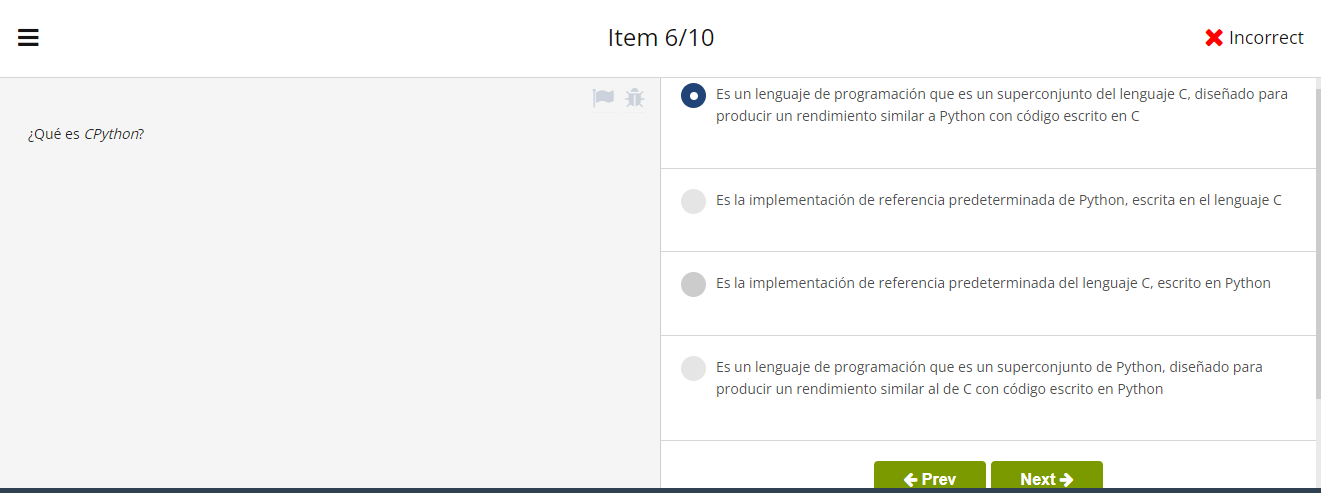 Item 6/10
Incorrect
¿Qué es CPython?
Es un lenguaje de programación que es un superconjunto del lenguaje C, diseñado para
producir un rendimiento similar a Python con código escrito en C
Es la implementación de referencia predeterminada de Python, escrita en el lenguaje C
Es la implementación de referencia predeterminada del lenguaje C, escrito en Python
Es un lenguaje de programación que es un superconjunto de Python, diseñado para
producir un rendimiento similar al de C con código escrito en Python
Prev
Next